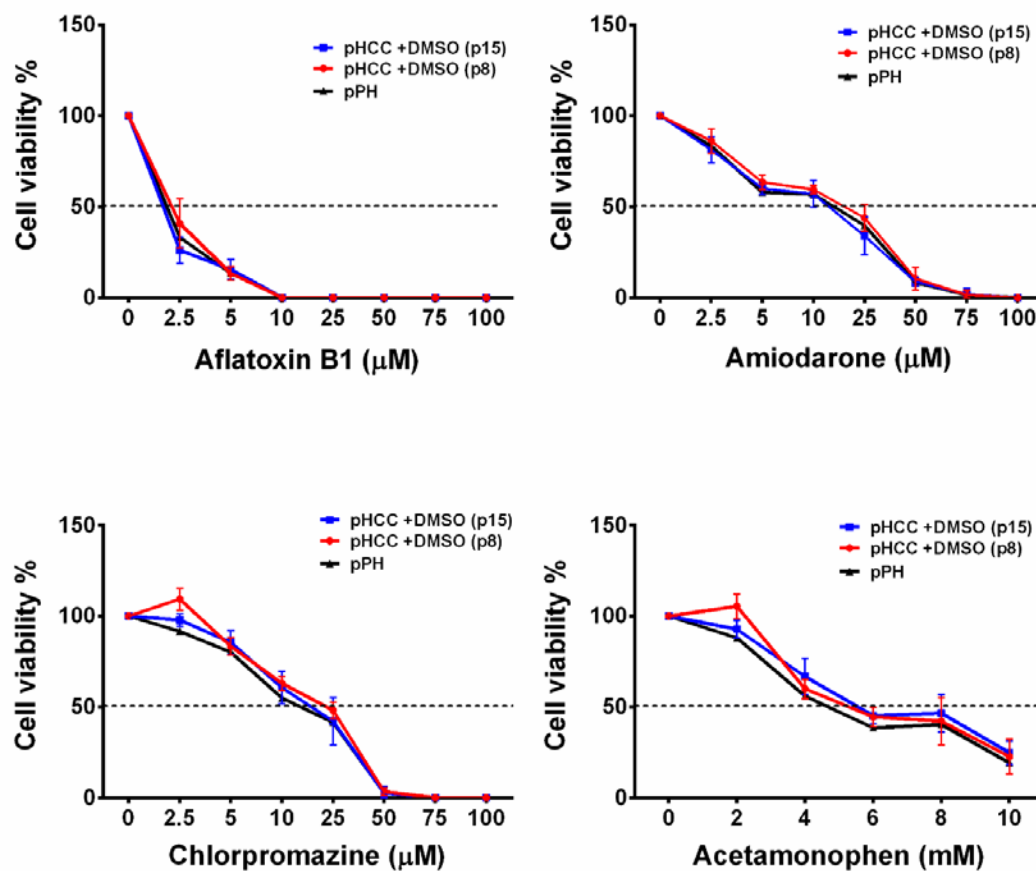 150
100
50
0
Cell viability %
pHCC +DMSO (p15)
pHCC +DMSO (p8)
pPH
0 2.5 5 10 25 50 75 100
Aflatoxin B1 (μM)
150
100
50
0
Cell viability %
pHCC +DMSO (p15)
pHCC +DMSO (p8)
pPH
0 2.5 5 10 25 50 75 100
Amiodarone (μM)
150
100
50
0
Cell viability %
pHCC +DMSO (p15)
pHCC +DMSO (p8)
pPH
0 2.5 5 10 25 50 75 100
Chlorpromazine (μM)
150
100
50
0
Cell viability %
pHCC +DMSO (p15)
pHCC +DMSO (p8)
pPH
0 2 4 6 8 10
Acetamonophen (mM)